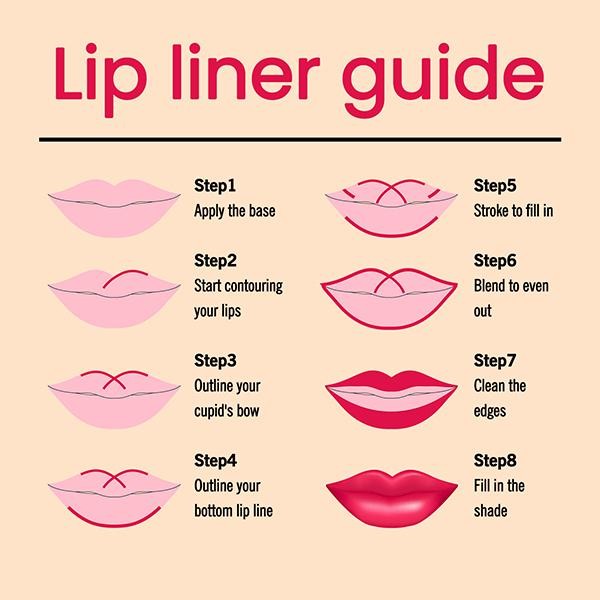 Lip liner guide
Step1
Apply the base
Step2
Start contouring
your lips
Step3
Outline your
cupid's bow
Step4
Outline your
bottom lip line
Step5
Stroke to fill in
Step6
Blend to even
out
Step7
Clean the
edges
Step8
Fill in the
shade